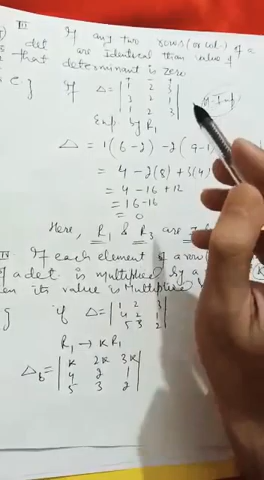 III
If any two rows (or col.) of
det are identical then value of
that determinant is zero
If Δ = | 1 2 3 |
| 3 2 1 |
| 1 2 3 |
Exp by R1
Δ = 1(6-2) -2(9-1)
= 4 -2(8) +3(4)
= 4 - 16 + 12
= 16-16
= 0
Here, R1 & R3 are
If each element of a row(
of a det. is multiplied by a
then its value is multiplied by
if Δ = | 1 2 3 |
| 4 2 1 |
| 5 3 2 |
R1 → KR1
= | K 2K 3K |
| 4 2 1 |
| 5 3 2 |